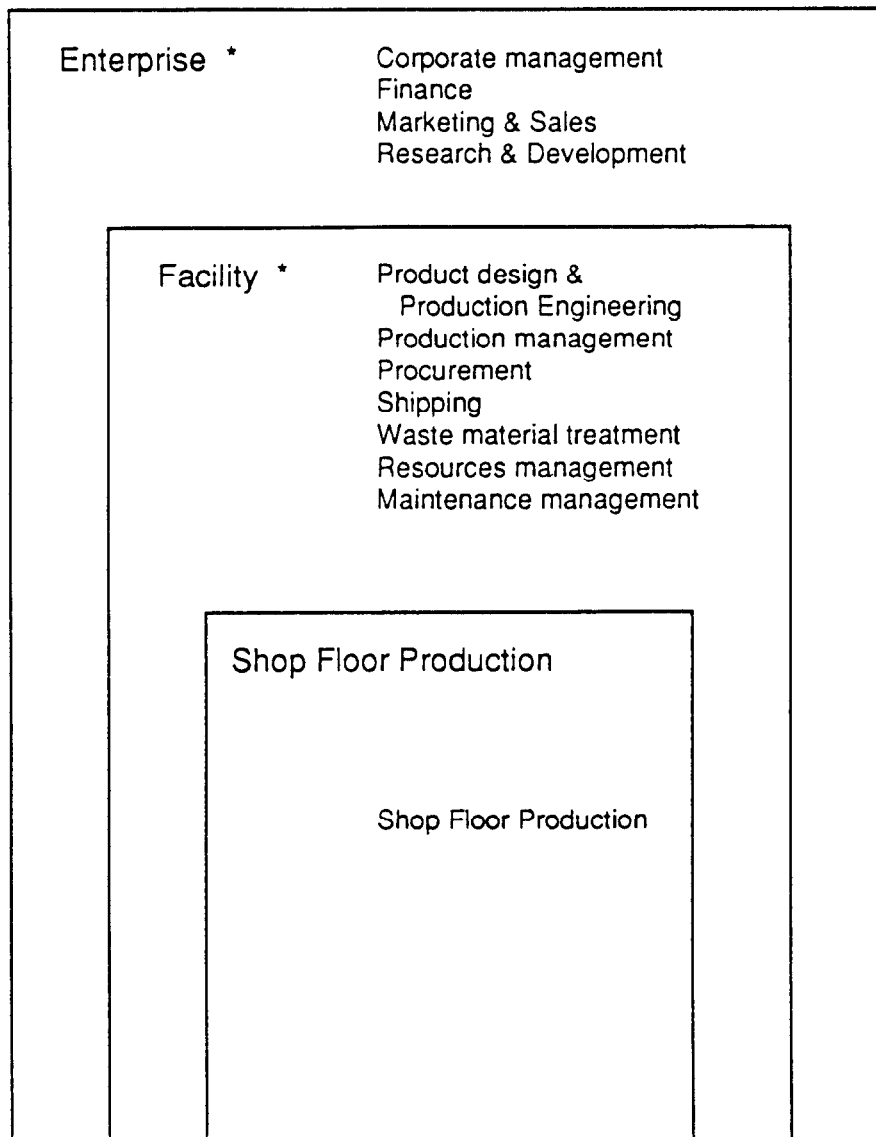 Enterprise * Corporate management
Finance
Marketing & Sales
Research & Development
Facility * Product design &
Production Engineering
Production management
Procurement
Shipping
Waste material treatment
Resources management
Maintenance management
Shop Floor Production
Shop Floor Production